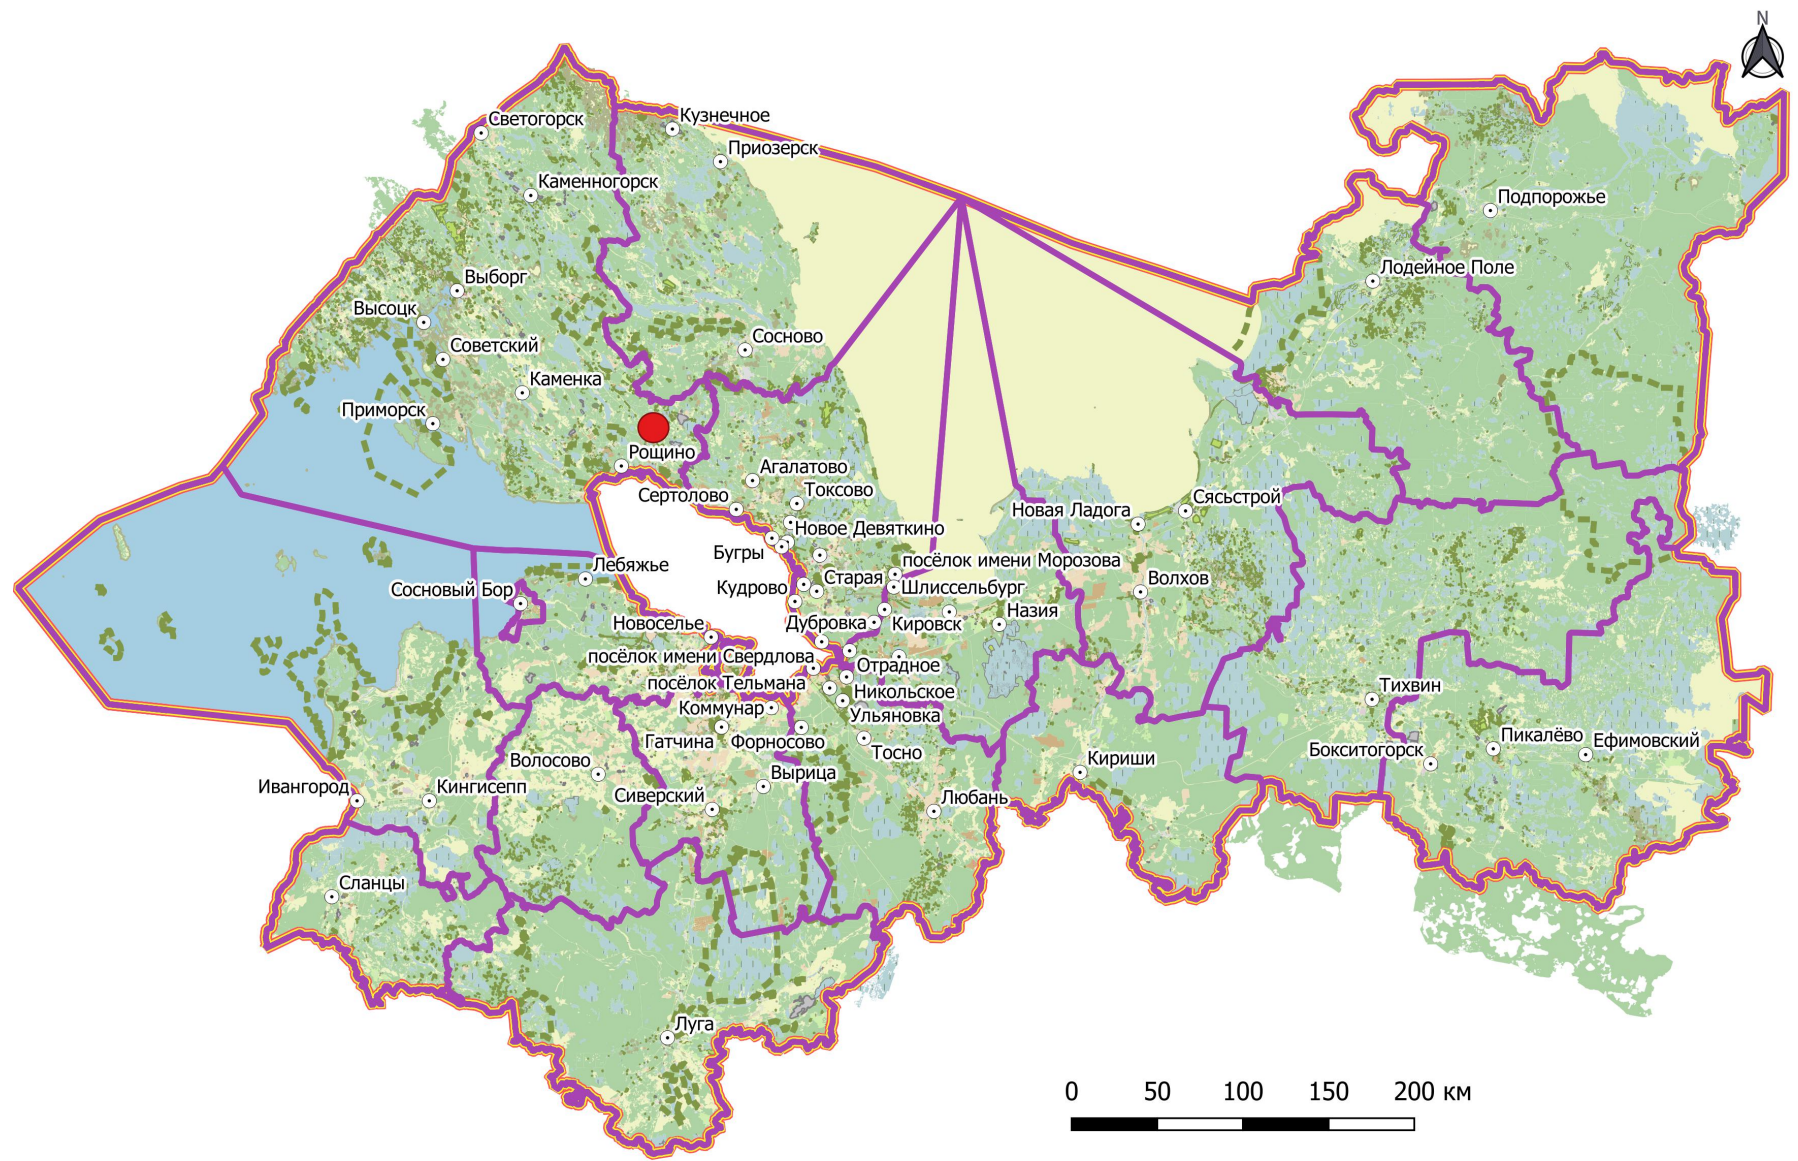 N
Светогорск
Кузнечное
Приозерск
Каменногорск
Подпорожье
Лодейное Поле
Выборг
Высоцк
Сосново
Советский
Каменка
Приморск
Рощино
Агалатово
Токсово
Сертолово
Сясьстрой
Новая Ладога
Новое Девяткино
Бугры
посёлок имени Морозова
Лебяжье
Старая
Волхов
Кудрово
Шлиссельбург
Сосновый Бор
Назия
Новоселье
Дубровка
Кировск
посёлок имени Свердлова
Отрадное
посёлок Тельмана
Никольское
Тихвин
Коммунар
Ульяновка
Гатчина
Форносово
Тосно
Пикалёво
Ефимовский
Бокситогорск
Волосово
Вырица
Кириши
Ивангород
Кингисепп
Сиверский
Любань
Сланцы
Луга
0 50 100 150 200 км